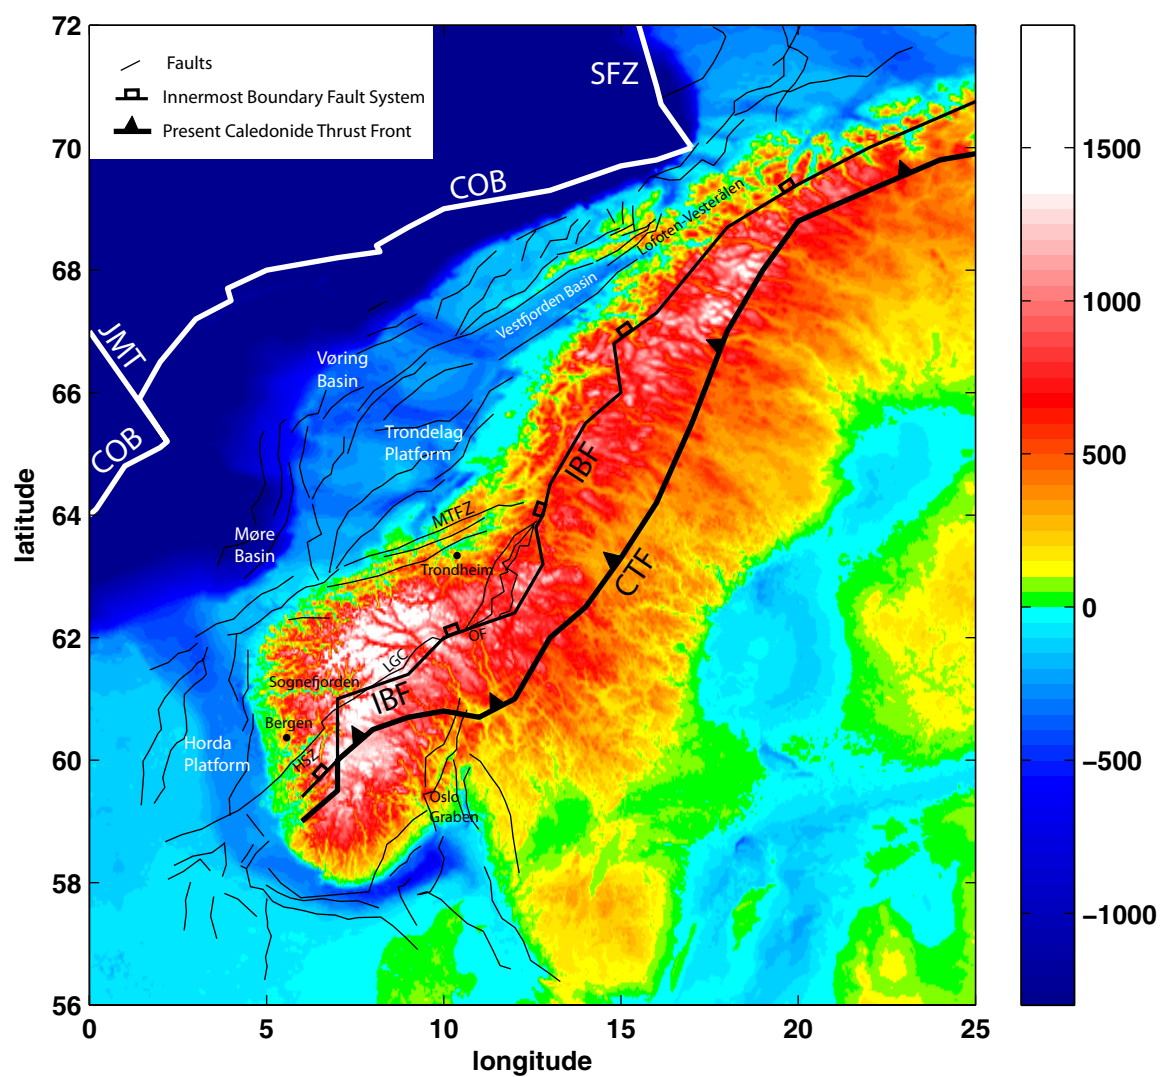 72
70
68
66
64
62
60
58
56
latitude
0
5
10
15
20
25
longitude
Faults
Innermost Boundary Fault System
Present Caledonide Thrust Front
SFZ
COB
JMT
COB
Lofoten-Vesterålen
Vestfjorden Basin
Vøring
Basin
Trondelag
Platform
IBF
MTFZ
Møre
Basin
Trondheim
CTF
OF
LGC
Sognefjorden
IBF
Bergen
Horda
Platform
HSZ
Oslo
Graben
1500
1000
500
0
−500
−1000